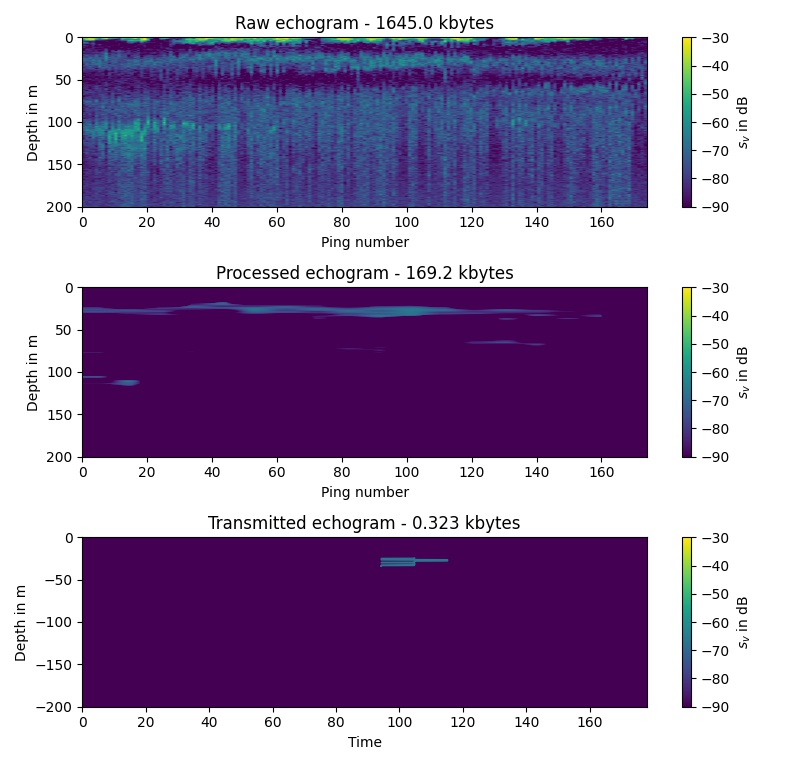 Raw echogram - 1645.0 kbytes
0
50
100
150
200
Depth in m
0 20 40 60 80 100 120 140 160
Ping number
−30
−40
−50
−60
−70
−80
−90
sv in dB
Processed echogram - 169.2 kbytes
0
50
100
150
200
Depth in m
0 20 40 60 80 100 120 140 160
Ping number
−30
−40
−50
−60
−70
−80
−90
sv in dB
Transmitted echogram - 0.323 kbytes
0
−50
−100
−150
−200
Depth in m
0 20 40 60 80 100 120 140 160
Time
−30
−40
−50
−60
−70
−80
−90
sv in dB